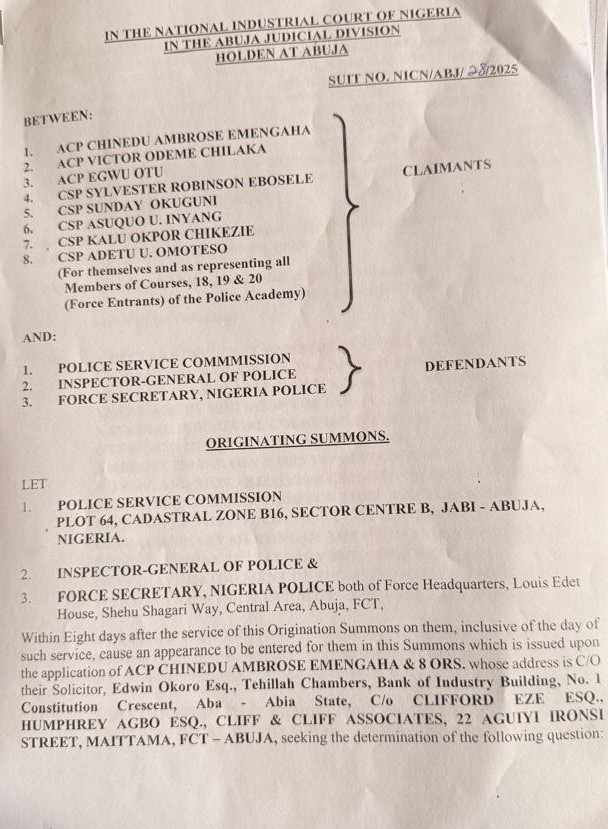 IN THE NATIONAL INDUSTRIAL COURT OF NIGERIA
IN THE ABUJA JUDICIAL DIVISION
HOLDEN AT ABUJA
SUIT NO. NICN/ABJ/ 28/2025
BETWEEN:
1. ACP CHINEDU AMBROSE EMENGAHA
2. ACP VICTOR ODEME CHILAKA
3. ACP EGWU OTU
4. CSP SYLVESTER ROBINSON EBOSELE
5. CSP SUNDAY OKUGUNI
6. CSP ASUQUO U. INYANG
7. CSP KALU OKPOR CHIKEZIE
8. CSP ADETU U. OMOTESO
(For themselves and as representing all
Members of Courses, 18, 19 & 20
(Force Entrants) of the Police Academy)
CLAIMANTS
AND:
1. POLICE SERVICE COMMMISSION
2. INSPECTOR-GENERAL OF POLICE
3. FORCE SECRETARY, NIGERIA POLICE
DEFENDANTS
ORIGINATING SUMMONS.
LET
1. POLICE SERVICE COMMISSION
PLOT 64, CADASTRAL ZONE B16, SECTOR CENTRE B, JABI - ABUJA,
NIGERIA.
2. INSPECTOR-GENERAL OF POLICE &
3. FORCE SECRETARY, NIGERIA POLICE both of Force Headquarters, Louis Edet
House, Shehu Shagari Way, Central Area, Abuja, FCT,
Within Eight days after the service of this Origination Summons on them, inclusive of the day of
such service, cause an appearance to be entered for them in this Summons which is issued upon
the application of ACP CHINEDU AMBROSE EMENGAHA & 8 ORS. whose address is C/O
their Solicitor, Edwin Okoro Esq., Tehillah Chambers, Bank of Industry Building, No. 1
Constitution Crescent, Aba - Abia State, C/o CLIFFORD EZE ESQ.,
HUMPHREY AGBO ESQ., CLIFF & CLIFF ASSOCIATES, 22 AGUIYI IRONSI
STREET, MAITTAMA, FCT – ABUJA, seeking the determination of the following question: